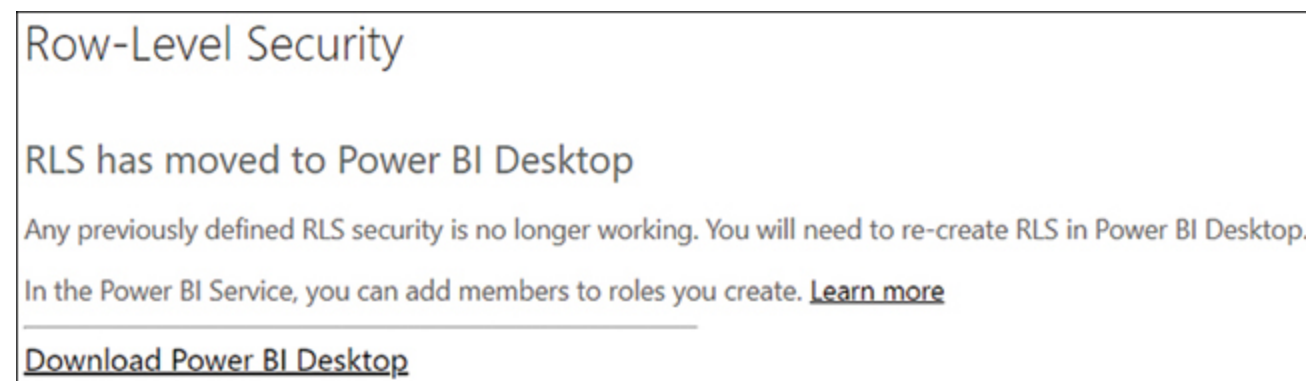 Row-Level Security
RLS has moved to Power BI Desktop
Any previously defined RLS security is no longer working. You will need to re-create RLS in Power BI Desktop.
In the Power BI Service, you can add members to roles you create. Learn more
Download Power BI Desktop